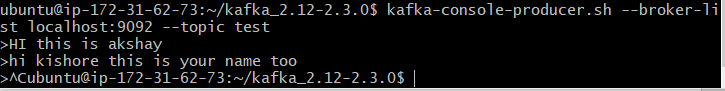 ubuntu@ip-172-31-62-73:~/kafka_2.12-2.3.0$ kafka-console-producer.sh --broker-li
st localhost:9092 --topic test
>HI this is akshay
>hi kishore this is your name too
>^Cubuntu@ip-172-31-62-73:~/kafka_2.12-2.3.0$